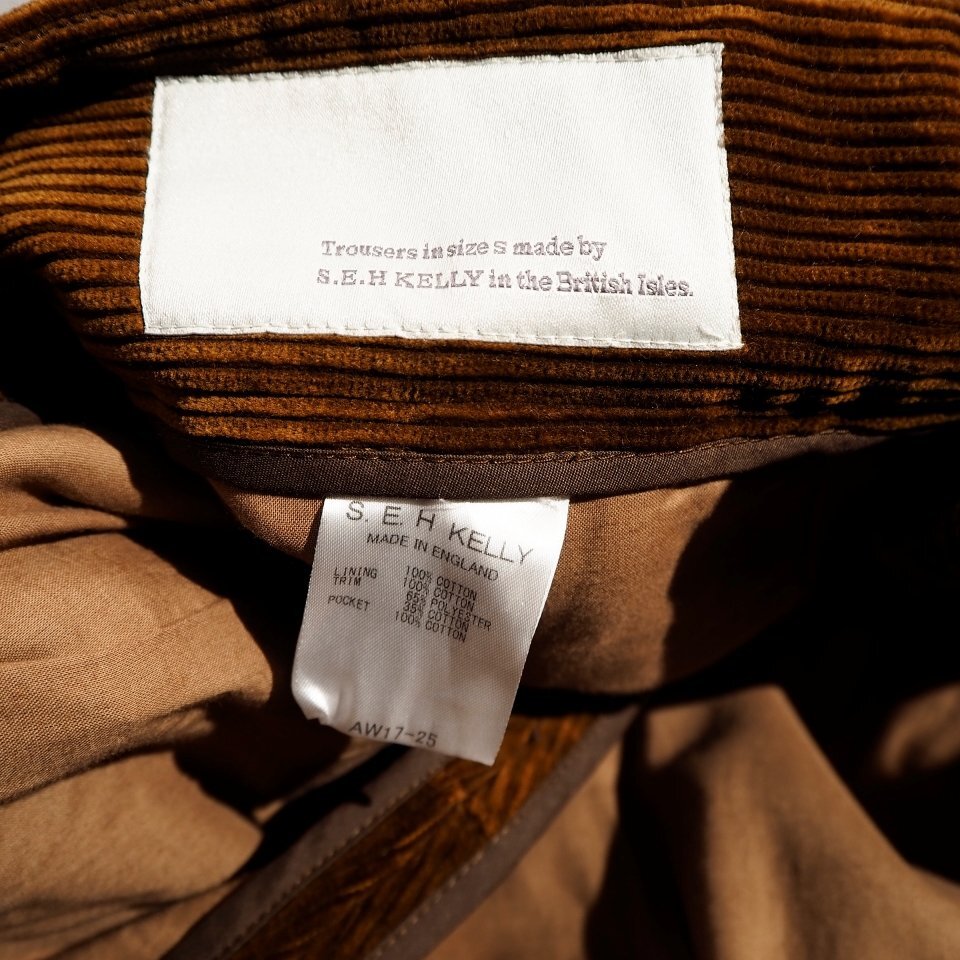 Trousers in size S made by
S.E.H KELLY in the British Isles.
S. E. H KELLY
MADE IN ENGLAND
100% COTTON
LINING 100% COTTON
TRIM 65% POLYESTER
35% COTTON
POCKET 100% COTTON
AW17-25